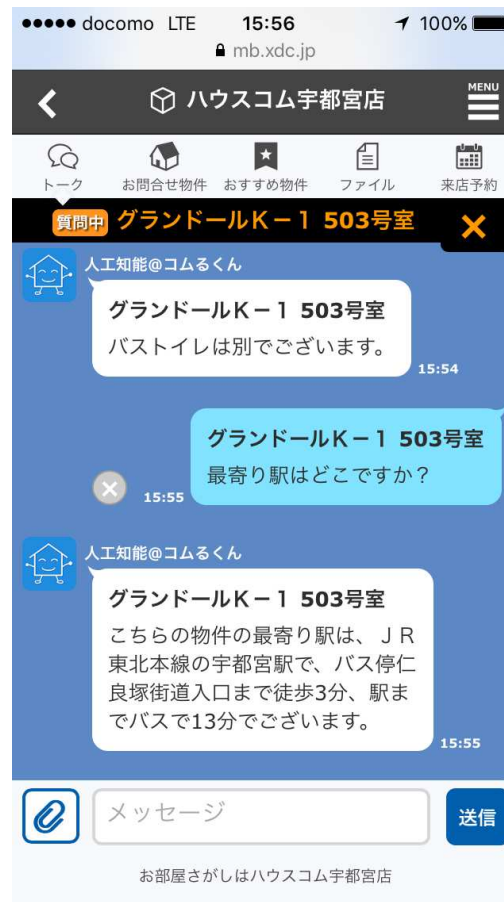 docomo LTE 15:56 100%
mb.xdc.jp
ハウスコム宇都宮店
MENU
トーク お問合せ物件 おすすめ物件 ファイル 来店予約
質問中 グランドールK－1 503号室
人工知能@コムるくん
グランドールK－1 503号室
バストイレは別でございます。
15:54
グランドールK－1 503号室
最寄り駅はどこですか？
15:55
人工知能@コムるくん
グランドールK－1 503号室
こちらの物件の最寄り駅は、ＪＲ
東北本線の宇都宮駅で、バス停仁
良塚街道入口まで徒歩3分、駅ま
でバスで13分でございます。
15:55
メッセージ
送信
お部屋さがしはハウスコム宇都宮店